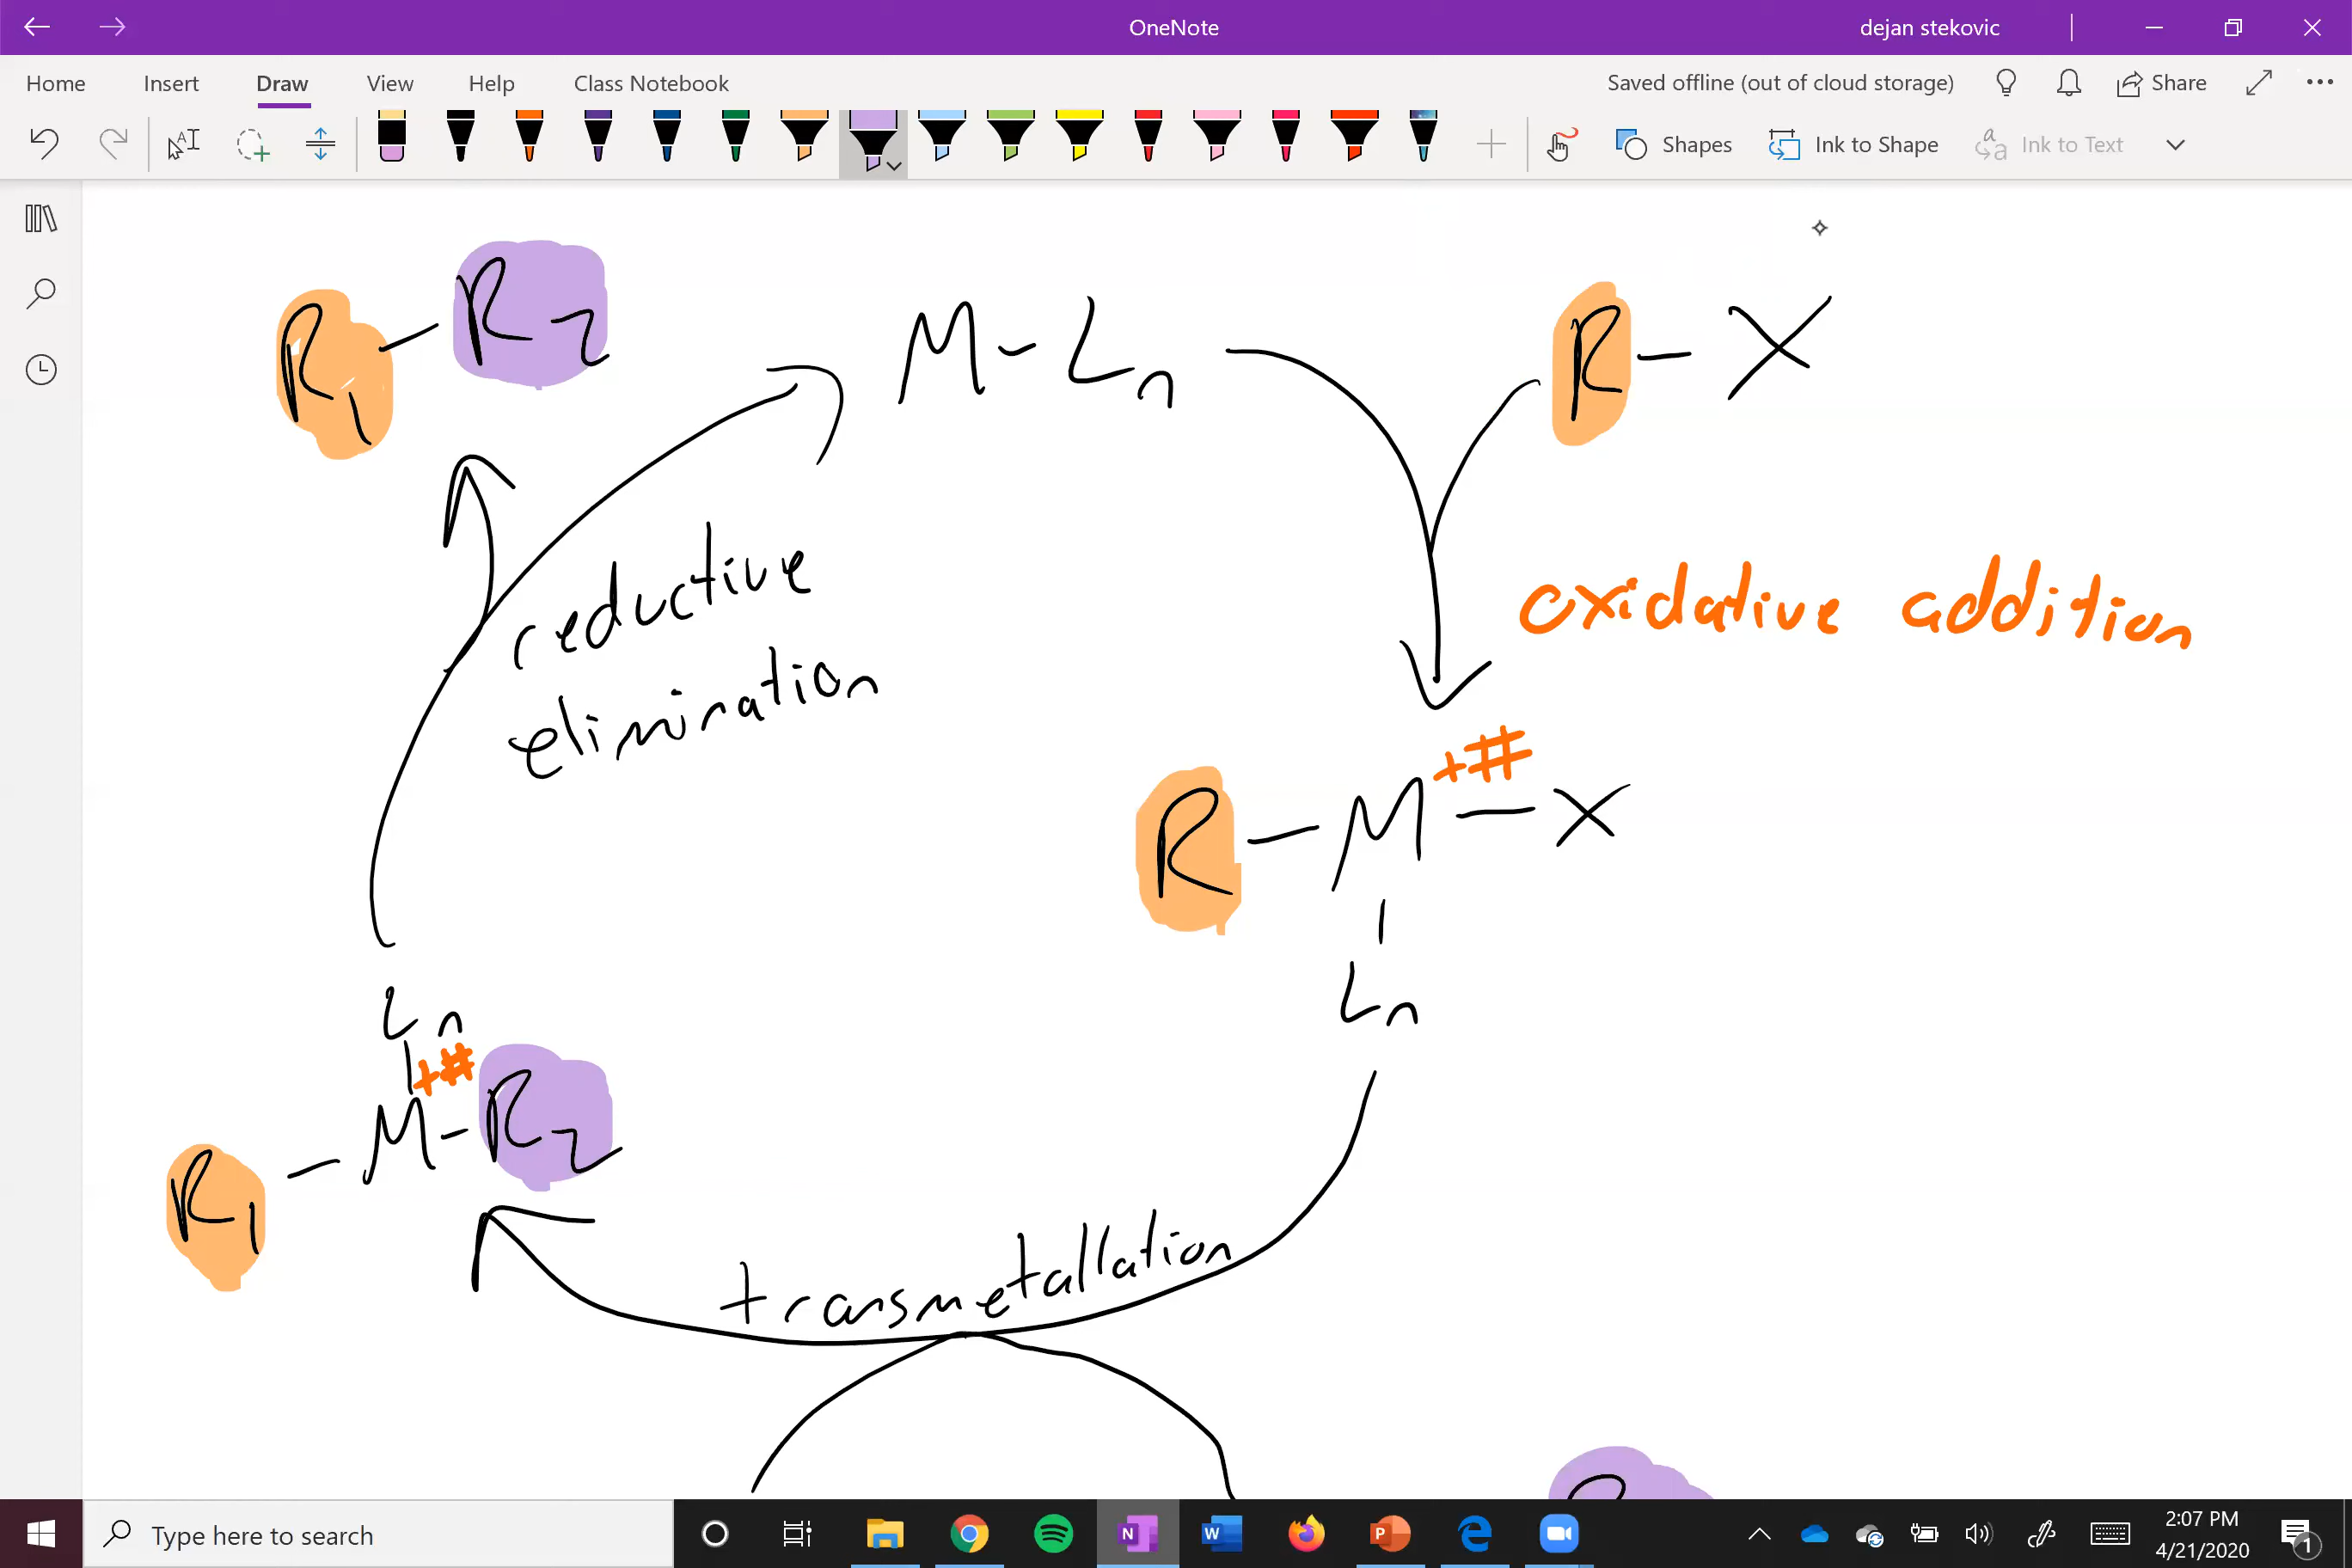 OneNote
dejan stekovic
Home Insert Draw View Help Class Notebook
Saved offline (out of cloud storage) Share
Shapes Ink to Shape Ink to Text
R1 - R2
M - Ln
R - X
reductive
elimination
oxidative addition
+#
R - M - X
Ln
Ln
+#
R1 - M - R2
transmetallation
Type here to search
2:07 PM
4/21/2020
1